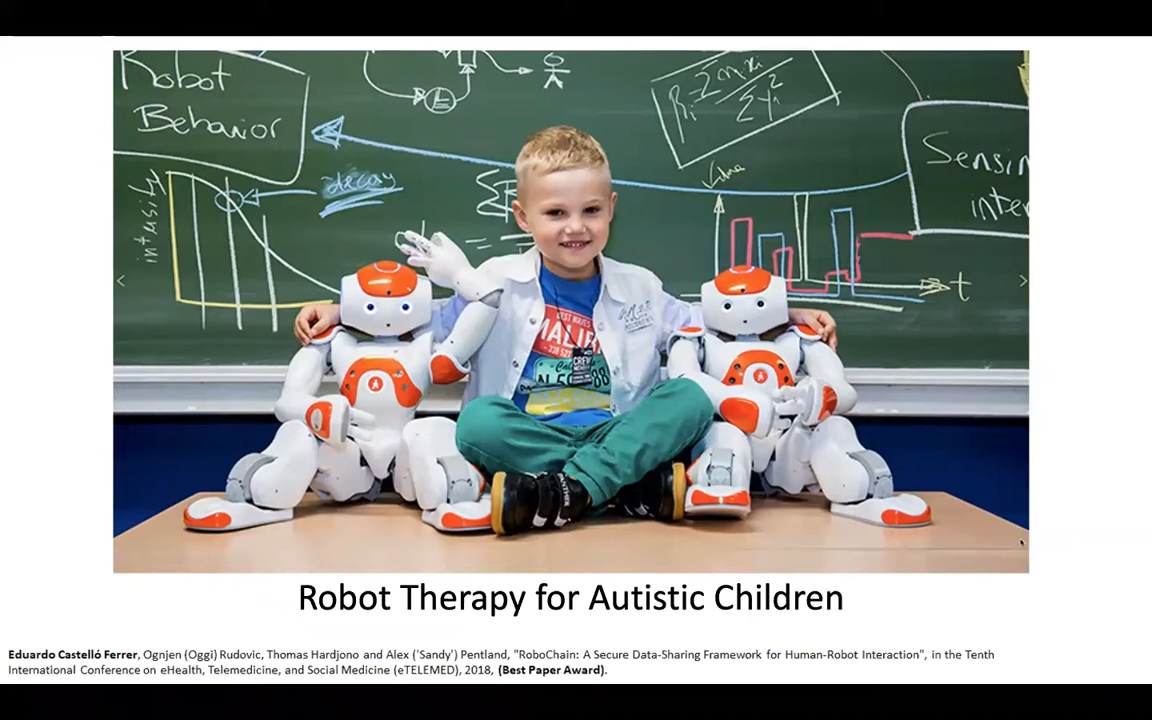 Robot
Behavior
intensity
decay
E
Sensin
inte
t
MALIB
Robot Therapy for Autistic Children
Eduardo Castelló Ferrer, Ognjen (Oggi) Rudovic, Thomas Hardjono and Alex ('Sandy') Pentland, "RoboChain: A Secure Data-Sharing Framework for Human-Robot Interaction", in the Tenth
International Conference on eHealth, Telemedicine, and Social Medicine (eTELEMED), 2018, (Best Paper Award).